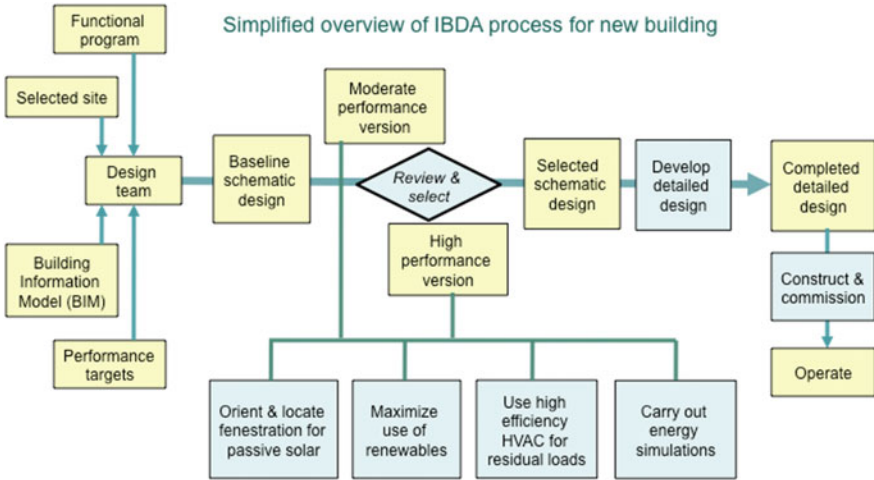 Simplified overview of IBDA process for new building
Functional
program
Selected site
Design
team
Building
Information
Model (BIM)
Performance
targets
Baseline
schematic
design
Moderate
performance
version
Review &
select
High
performance
version
Selected
schematic
design
Develop
detailed
design
Completed
detailed
design
Construct &
commission
Operate
Orient & locate
fenestration for
passive solar
Maximize
use of
renewables
Use high
efficiency
HVAC for
residual loads
Carry out
energy
simulations